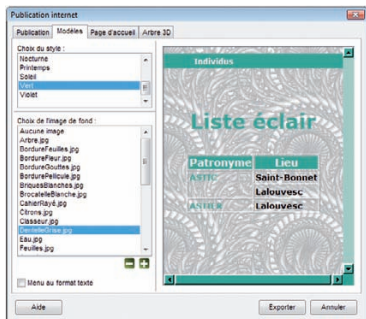 Publication internet
Publication Modèles Page d'accueil Arbre 3D
Choix du style :
Nocturne
Printemps
Soleil
Vert
Violet
Choix de l'image de fond :
Aucune image
Arbre.jpg
BordureFeuilles.jpg
BordureFleur.jpg
BordureGouttes.jpg
BordurePellicule.jpg
BriquesBlanches.jpg
BrocatelleBlanche.jpg
CahierRayé.jpg
Citrons.jpg
Classeur.jpg
DentelleGrise.jpg
Eau.jpg
Feuilles.jpg
Menu au format texte
Individus
Liste éclair
Patronyme Lieu
ASTIC Saint-Bonnet
Lalouvesc
Lalouvesc
Aide Exporter Annuler